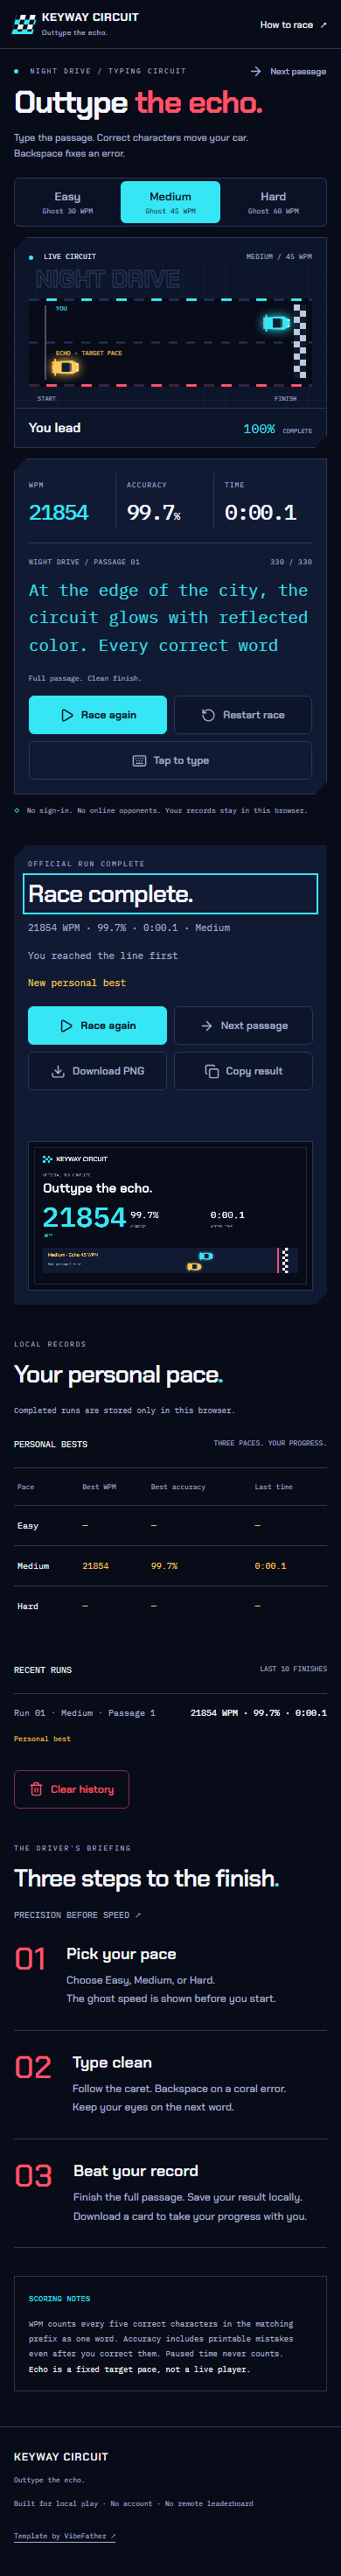 KEYWAY CIRCUIT
Outtype the echo.
How to race ↗
NIGHT DRIVE / TYPING CIRCUIT
Next passage
Outtype the echo.
Type the passage. Correct characters move your car.
Backspace fixes an error.
Easy
Ghost 30 WPM
Medium
Ghost 45 WPM
Hard
Ghost 60 WPM
LIVE CIRCUIT
MEDIUM / 45 WPM
NIGHT DRIVE
YOU
ECHO · TARGET PACE
START
FINISH
You lead
100% COMPLETE
WPM
21854
ACCURACY
99.7%
TIME
0:00.1
NIGHT DRIVE / PASSAGE 01
330 / 330
At the edge of the city, the
circuit glows with reflected
color. Every correct word
Full passage. Clean finish.
Race again
Restart race
Tap to type
No sign-in. No online opponents. Your records stay in this browser.
OFFICIAL RUN COMPLETE
Race complete.
21854 WPM · 99.7% · 0:00.1 · Medium
You reached the line first
New personal best
Race again
Next passage
Download PNG
Copy result
KEYWAY CIRCUIT
Outtype the echo.
21854
99.7%
0:00.1
Medium · Echo 45 WPM
LOCAL RECORDS
Your personal pace.
Completed runs are stored only in this browser.
PERSONAL BESTS
THREE PACES. YOUR PROGRESS.
Pace Best WPM Best accuracy Last time
Easy — — —
Medium 21854 99.7% 0:00.1
Hard — — —
RECENT RUNS
LAST 10 FINISHES
Run 01 · Medium · Passage 1
21854 WPM · 99.7% · 0:00.1
Personal best
Clear history
THE DRIVER'S BRIEFING
Three steps to the finish.
PRECISION BEFORE SPEED ↗
01
Pick your pace
Choose Easy, Medium, or Hard.
The ghost speed is shown before you start.
02
Type clean
Follow the caret. Backspace on a coral error.
Keep your eyes on the next word.
03
Beat your record
Finish the full passage. Save your result locally.
Download a card to take your progress with you.
SCORING NOTES
WPM counts every five correct characters in the matching
prefix as one word. Accuracy includes printable mistakes
even after you correct them. Paused time never counts.
Echo is a fixed target pace, not a live player.
KEYWAY CIRCUIT
Outtype the echo.
Built for local play · No account · No remote leaderboard
Template by VibeFather ↗